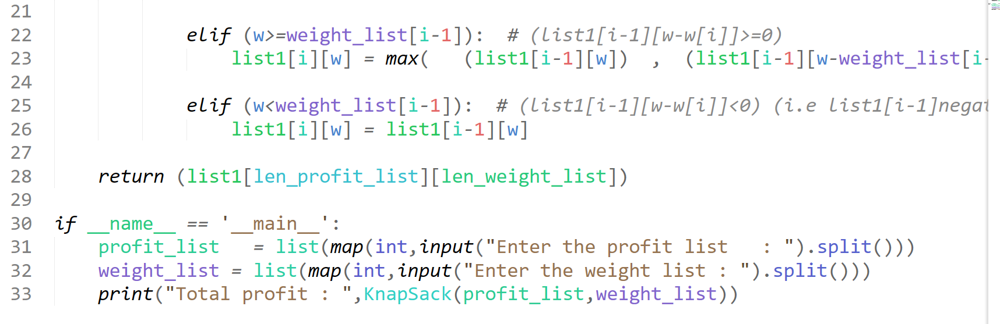 21
22 elif (w>=weight_list[i-1]): # (list1[i-1][w-w[i]]>=0)
23 list1[i][w] = max( (list1[i-1][w]) , (list1[i-1][w-weight_list[i-
24
25 elif (w<weight_list[i-1]): # (list1[i-1][w-w[i]]<0) (i.e list1[i-1]negat
26 list1[i][w] = list1[i-1][w]
27
28 return (list1[len_profit_list][len_weight_list])
29
30 if __name__ == '__main__':
31 profit_list = list(map(int,input("Enter the profit list : ").split()))
32 weight_list = list(map(int,input("Enter the weight list : ").split()))
33 print("Total profit : ",KnapSack(profit_list,weight_list))